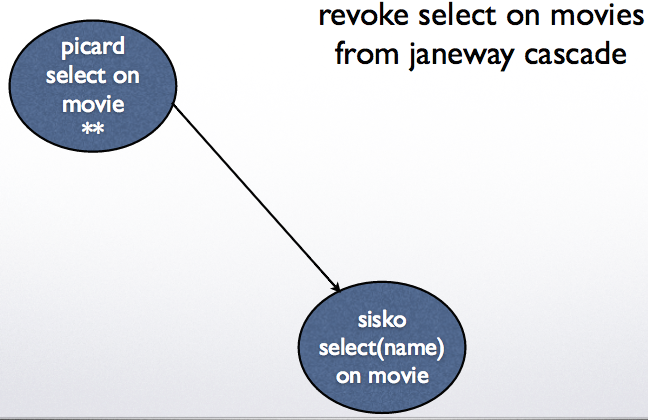 revoke select on movies
from janeway cascade
picard
select on
movie
**
sisko
select(name)
on movie